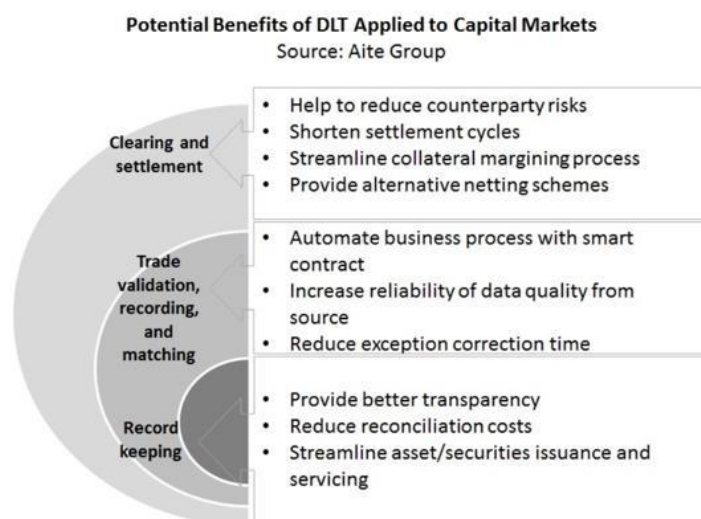 Potential Benefits of DLT Applied to Capital Markets
Source: Aite Group
Clearing and
settlement
• Help to reduce counterparty risks
• Shorten settlement cycles
• Streamline collateral margining process
• Provide alternative netting schemes
Trade
validation,
recording,
and
matching
• Automate business process with smart
contract
• Increase reliability of data quality from
source
• Reduce exception correction time
Record
keeping
• Provide better transparency
• Reduce reconciliation costs
• Streamline asset/securities issuance and
servicing